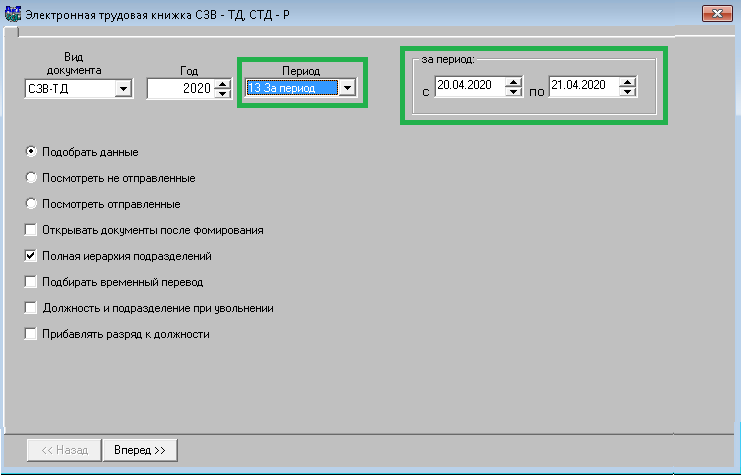 Электронная трудовая книжка СЗВ - ТД, СТД - Р
Вид документа
Год
Период
за период:
СЗВ-ТД
2020
13 За период
с 20.04.2020 по 21.04.2020
Подобрать данные
Посмотреть не отправленные
Посмотреть отправленные
Открывать документы после фомирования
Полная иерархия подразделений
Подбирать временный перевод
Должность и подразделение при увольнении
Прибавлять разряд к должности
<< Назад
Вперед >>